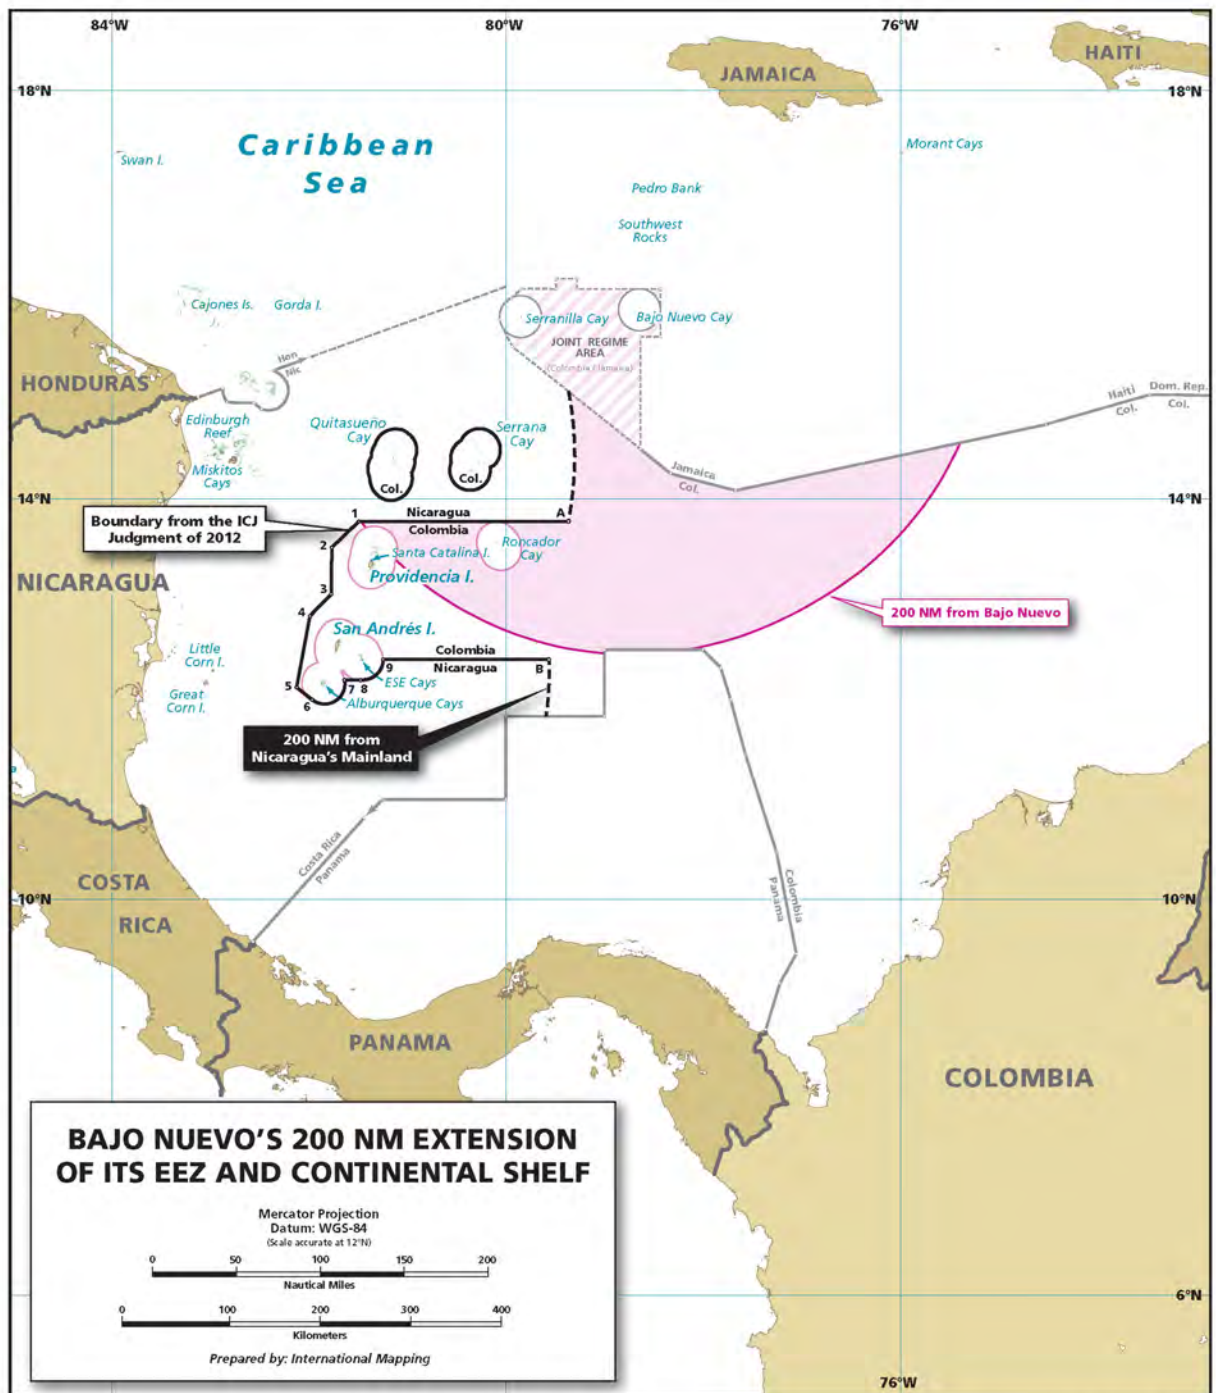 84°W
80°W
76°W
HAITI
JAMAICA
18°N
18°N
Caribbean
Sea
Swan I.
Morant Cays
Pedro Bank
Southwest
Rocks
Cajones Is.
Gorda I.
Serranilla Cay
Bajo Nuevo Cay
JOINT REGIME
AREA
(Colombia / Jamaica)
Hon
Nic
HONDURAS
Haiti
Col.
Dom. Rep.
Col.
Edinburgh
Reef
Quitasueño
Cay
Serrana
Cay
Miskitos
Cays
Col.
Col.
Jamaica
Col.
14°N
14°N
Boundary from the ICJ
Judgment of 2012
1
Nicaragua
A
Colombia
2
Santa Catalina I.
Roncador
Cay
Providencia I.
NICARAGUA
3
4
200 NM from Bajo Nuevo
San Andrés I.
Little
Corn I.
Colombia
9
Nicaragua
B
ESE Cays
5
7
8
Great
Corn I.
6
Alburquerque Cays
200 NM from
Nicaragua's Mainland
Costa Rica
Panama
COSTA
RICA
Colombia
Panama
10°N
10°N
PANAMA
COLOMBIA
BAJO NUEVO'S 200 NM EXTENSION
OF ITS EEZ AND CONTINENTAL SHELF
Mercator Projection
Datum: WGS-84
(Scale accurate at 12°N)
0 50 100 150 200
Nautical Miles
0 100 200 300 400
Kilometers
Prepared by: International Mapping
6°N
76°W